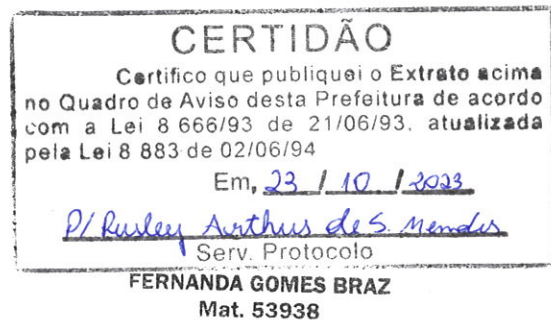 CERTIDÃO
Certifico que publiquei o Extrato acima
no Quadro de Aviso desta Prefeitura de acordo
com a Lei 8 666/93 de 21/06/93, atualizada
pela Lei 8 883 de 02/06/94
Em, 23 / 10 / 2023
P/ Rusley Arthus de S. Mendes
Serv. Protocolo
FERNANDA GOMES BRAZ
Mat. 53938